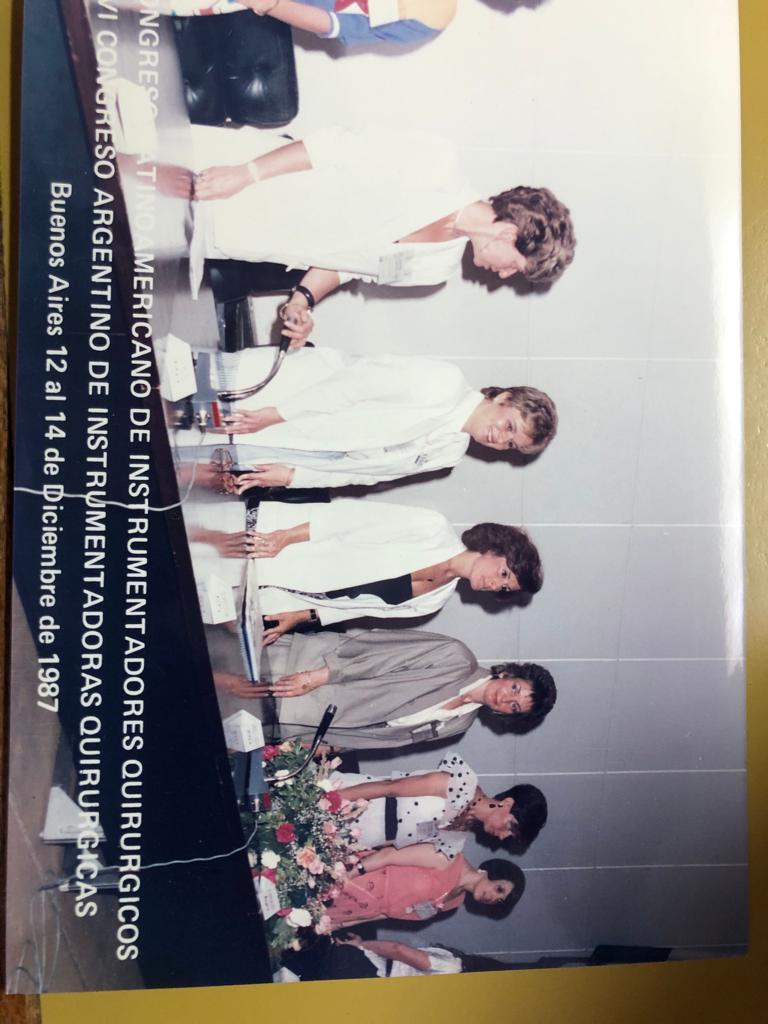 ONGRESO LATINOAMERICANO DE INSTRUMENTADORES QUIRURGICOS
VI CONGRESO ARGENTINO DE INSTRUMENTADORAS QUIRURGICAS
Buenos Aires 12 al 14 de Diciembre de 1987